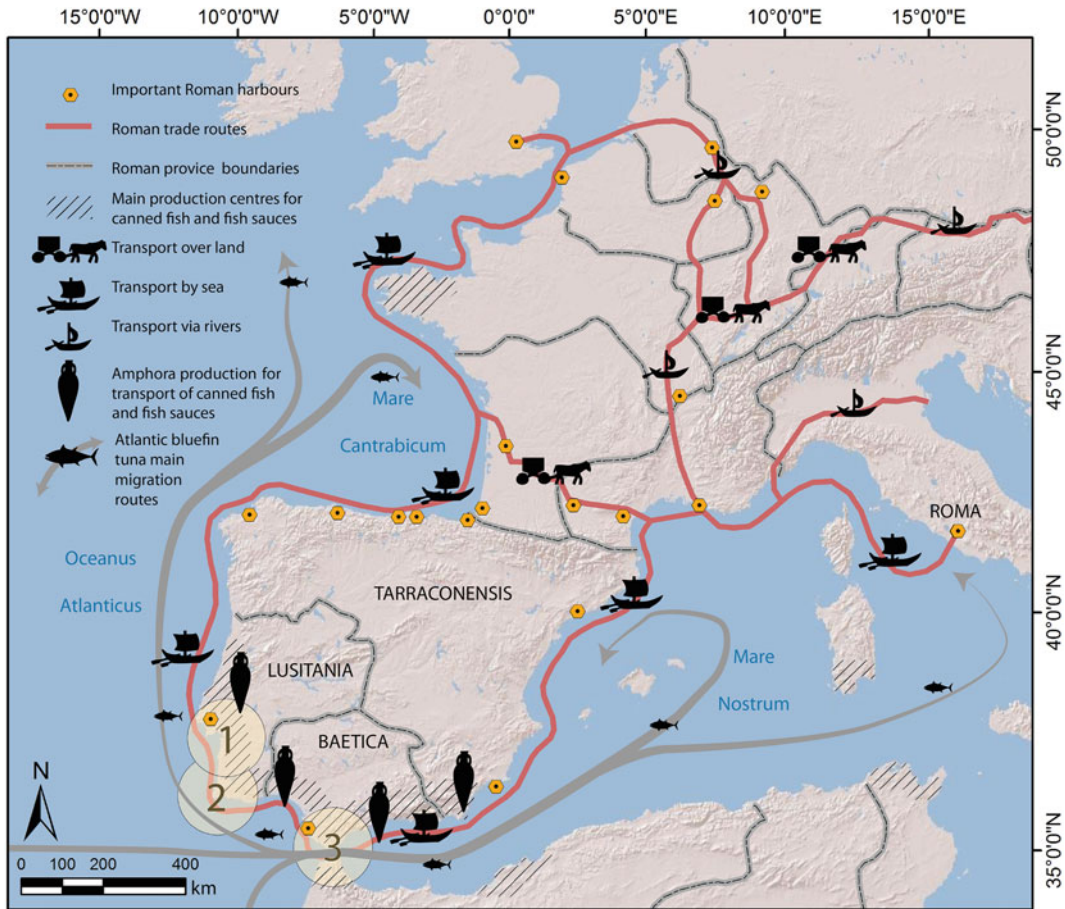 15°0'0"W
10°0'0"W
5°0'0"W
0°0'0"
5°0'0"E
10°0'0"E
15°0'0"E
Important Roman harbours
Roman trade routes
Roman provice boundaries
Main production centres for
canned fish and fish sauces
Transport over land
Transport by sea
Transport via rivers
Amphora production for
transport of canned fish
and fish sauces
Atlantic bluefin
tuna main
migration
routes
50°0'0"N
45°0'0"N
40°0'0"N
35°0'0"N
Mare
Cantrabicum
Oceanus
Atlanticus
ROMA
TARRACONENSIS
LUSITANIA
BAETICA
Mare
Nostrum
1
2
3
N
0 100 200 400
km